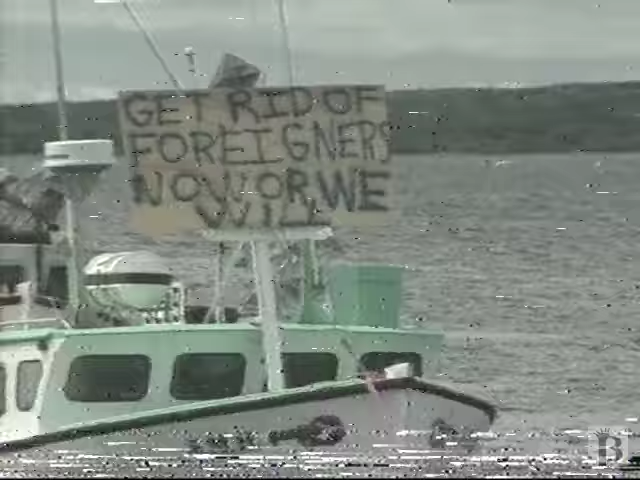 GET RID OF
FOREIGNERS
NOW OR WE
WILL
B